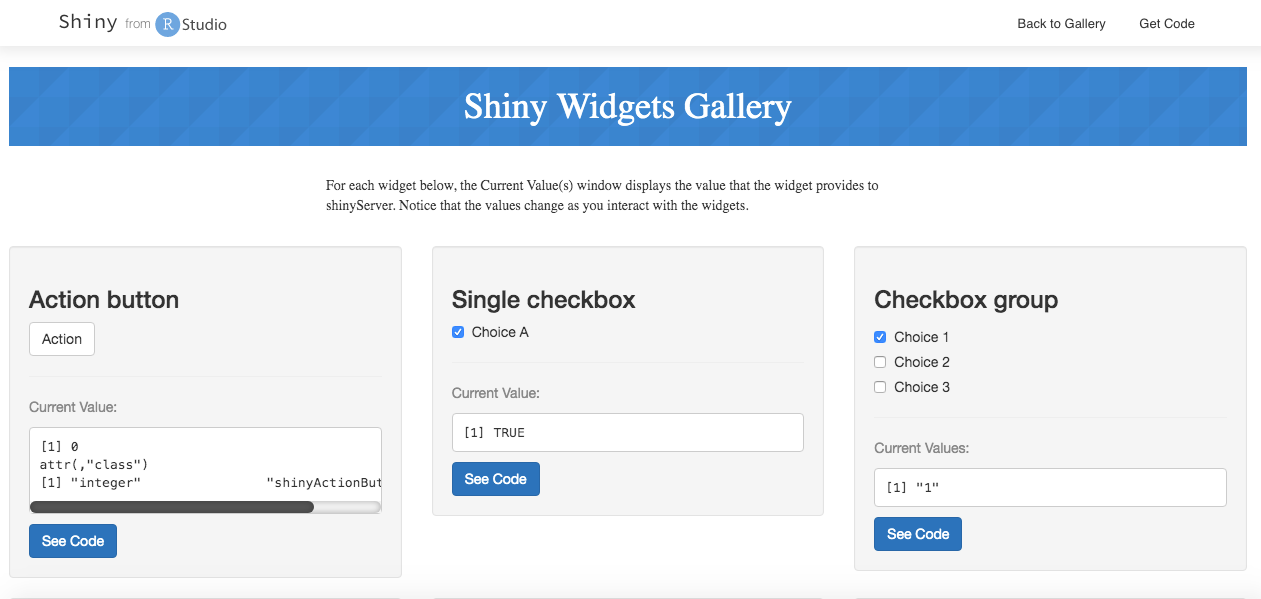 Shiny from R Studio
Back to Gallery
Get Code
Shiny Widgets Gallery
For each widget below, the Current Value(s) window displays the value that the widget provides to
shinyServer. Notice that the values change as you interact with the widgets.
Action button
Action
Current Value:
[1] 0
attr(,"class")
[1] "integer" "shinyActionBut
See Code
Single checkbox
Choice A
Current Value:
[1] TRUE
See Code
Checkbox group
Choice 1
Choice 2
Choice 3
Current Values:
[1] "1"
See Code